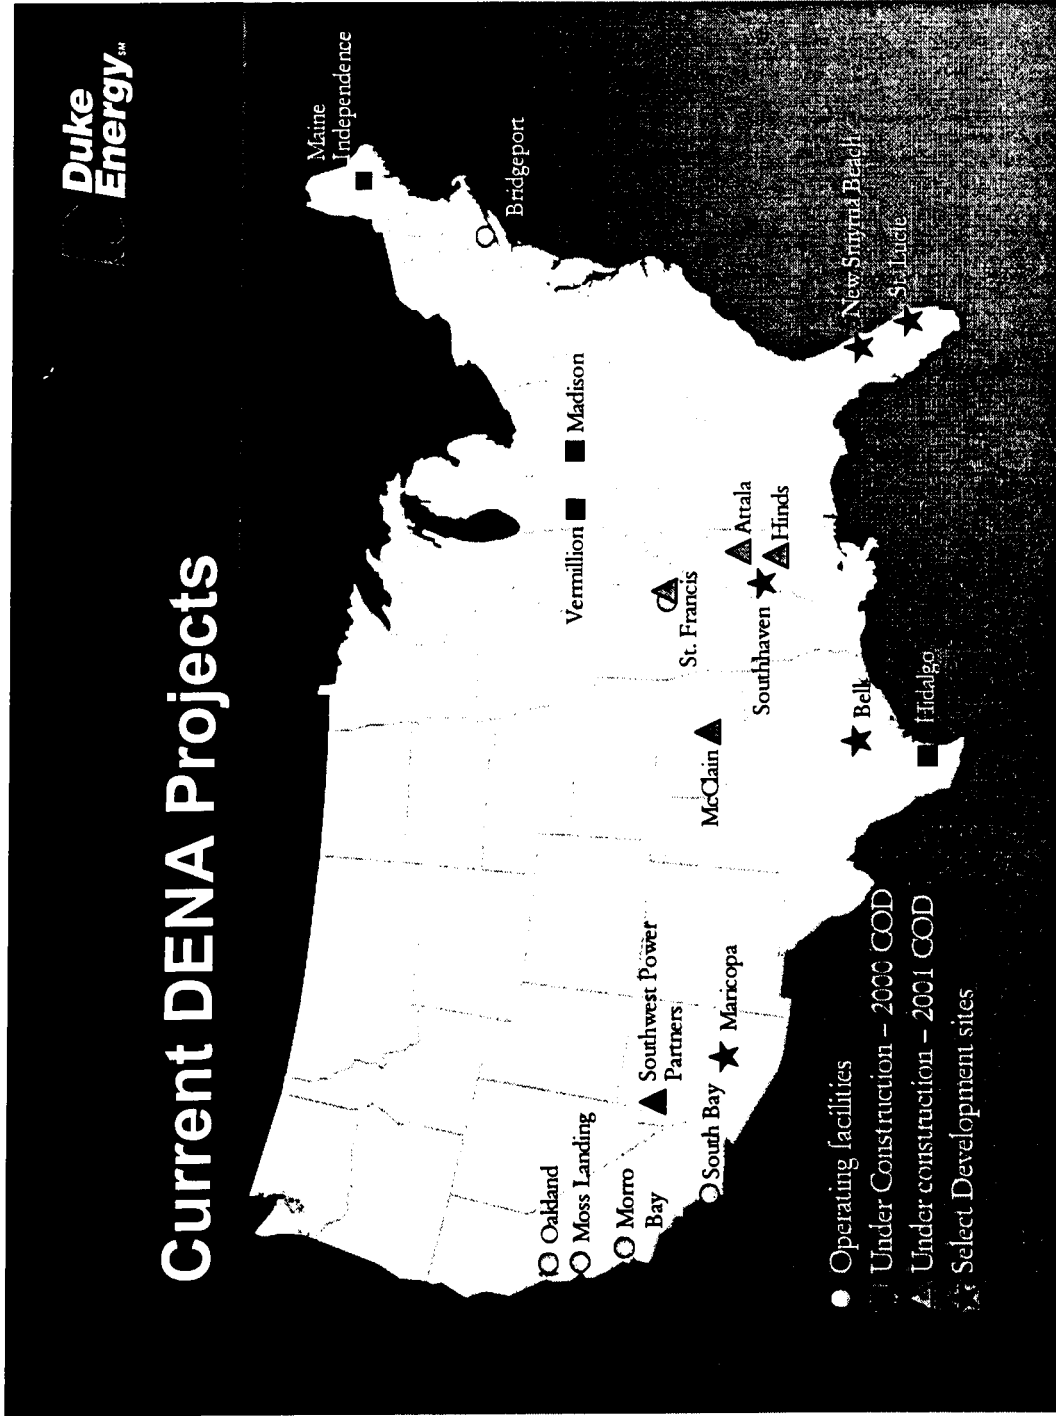 Duke
Energy SM
Current DENA Projects
Maine
Independence
Bridgeport
Vermillion
Madison
Oakland
Moss Landing
Morro
Bay
Southwest Power
Partners
South Bay
Maricopa
McClain
St. Francis
Southhaven
Attala
Hinds
Bell
Hidalgo
New Smyrna Beach
St. Lucie
Operating facilities
Under Construction – 2000 COD
Under construction – 2001 COD
Select Development sites